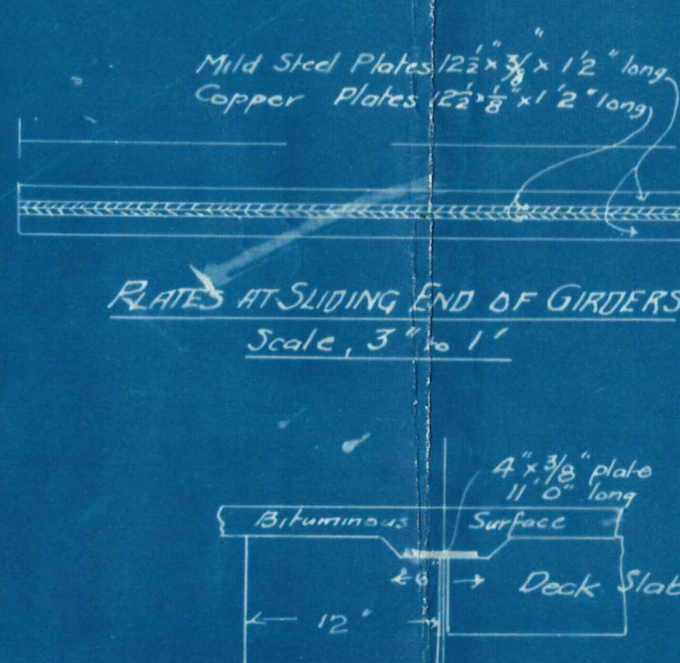 Mild Steel Plates 12½" x 3/8" x 1'2" long
Copper Plates 12½" x ⅛" x 1'2" long
PLATES AT SLIDING END OF GIRDERS
Scale, 3" to 1'
4" x 3/8" plate
11'0" long
Bituminous Surface
6
Deck Slab
12"